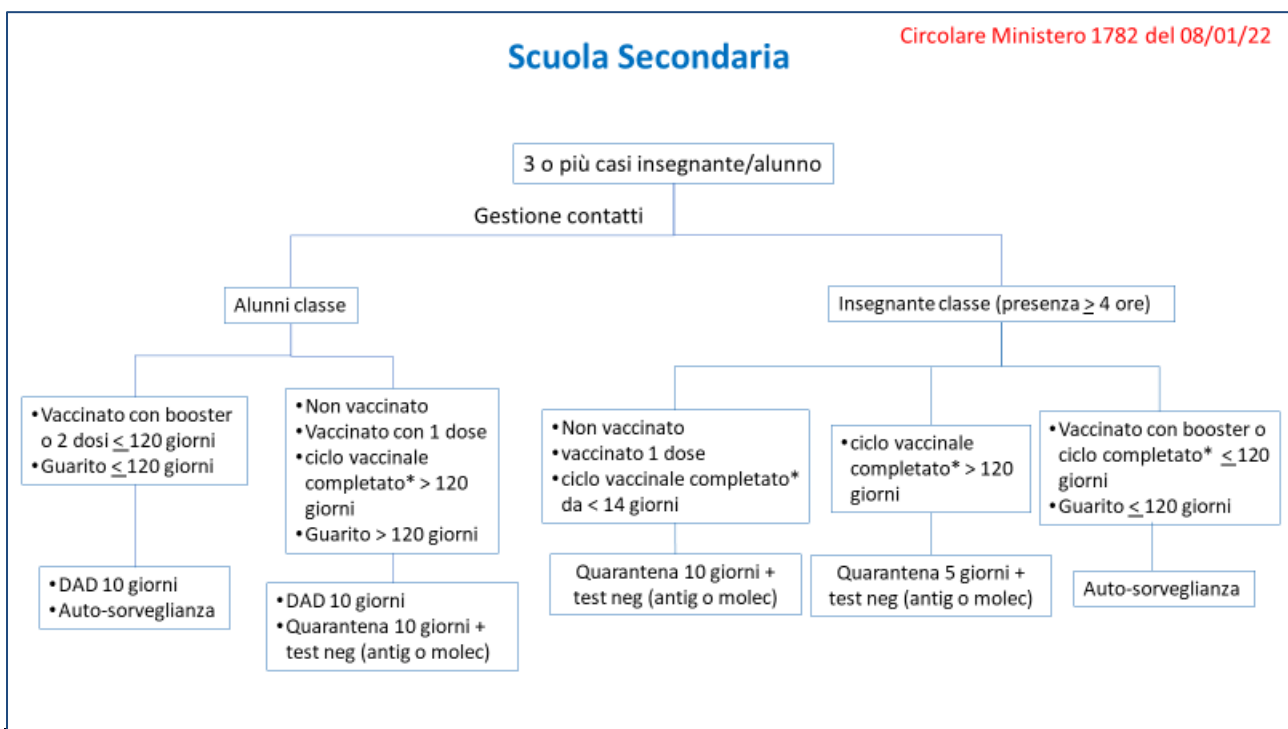 Circolare Ministero 1782 del 08/01/22
Scuola Secondaria
3 o più casi insegnante/alunno
Gestione contatti
Alunni classe
Insegnante classe (presenza > 4 ore)
•Vaccinato con booster
o 2 dosi < 120 giorni
•Guarito < 120 giorni
•Non vaccinato
•Vaccinato con 1 dose
•ciclo vaccinale
completato* > 120
giorni
•Guarito > 120 giorni
•Non vaccinato
•vaccinato 1 dose
•ciclo vaccinale completato*
da < 14 giorni
•ciclo vaccinale
completato* > 120
giorni
•Vaccinato con booster o
ciclo completato* < 120
giorni
•Guarito < 120 giorni
•DAD 10 giorni
•Auto-sorveglianza
•DAD 10 giorni
•Quarantena 10 giorni +
test neg (antig o molec)
Quarantena 10 giorni +
test neg (antig o molec)
Quarantena 5 giorni +
test neg (antig o molec)
Auto-sorveglianza